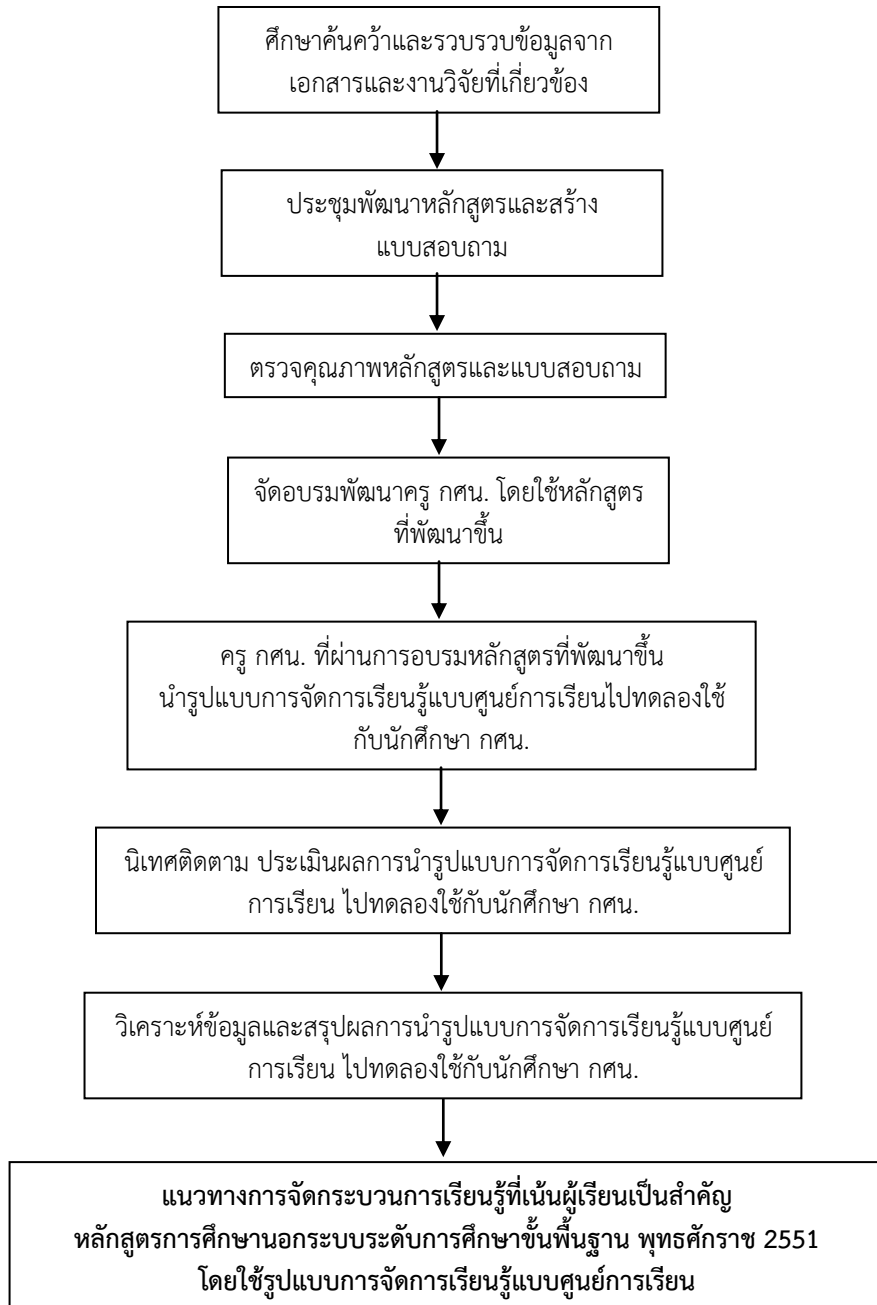 ศึกษาค้นคว้าและรวบรวบข้อมูลจาก
เอกสารและงานวิจัยที่เกี่ยวข้อง
ประชุมพัฒนาหลักสูตรและสร้าง
แบบสอบถาม
ตรวจคุณภาพหลักสูตรและแบบสอบถาม
จัดอบรมพัฒนาครู กศน. โดยใช้หลักสูตร
ที่พัฒนาขึ้น
ครู กศน. ที่ผ่านการอบรมหลักสูตรที่พัฒนาขึ้น
นำรูปแบบการจัดการเรียนรู้แบบศูนย์การเรียนไปทดลองใช้
กับนักศึกษา กศน.
นิเทศติดตาม ประเมินผลการนำรูปแบบการจัดการเรียนรู้แบบศูนย์
การเรียน ไปทดลองใช้กับนักศึกษา กศน.
วิเคราะห์ข้อมูลและสรุปผลการนำรูปแบบการจัดการเรียนรู้แบบศูนย์
การเรียน ไปทดลองใช้กับนักศึกษา กศน.
แนวทางการจัดกระบวนการเรียนรู้ที่เน้นผู้เรียนเป็นสำคัญ
หลักสูตรการศึกษานอกระบบระดับการศึกษาขั้นพื้นฐาน พุทธศักราช 2551
โดยใช้รูปแบบการจัดการเรียนรู้แบบศูนย์การเรียน